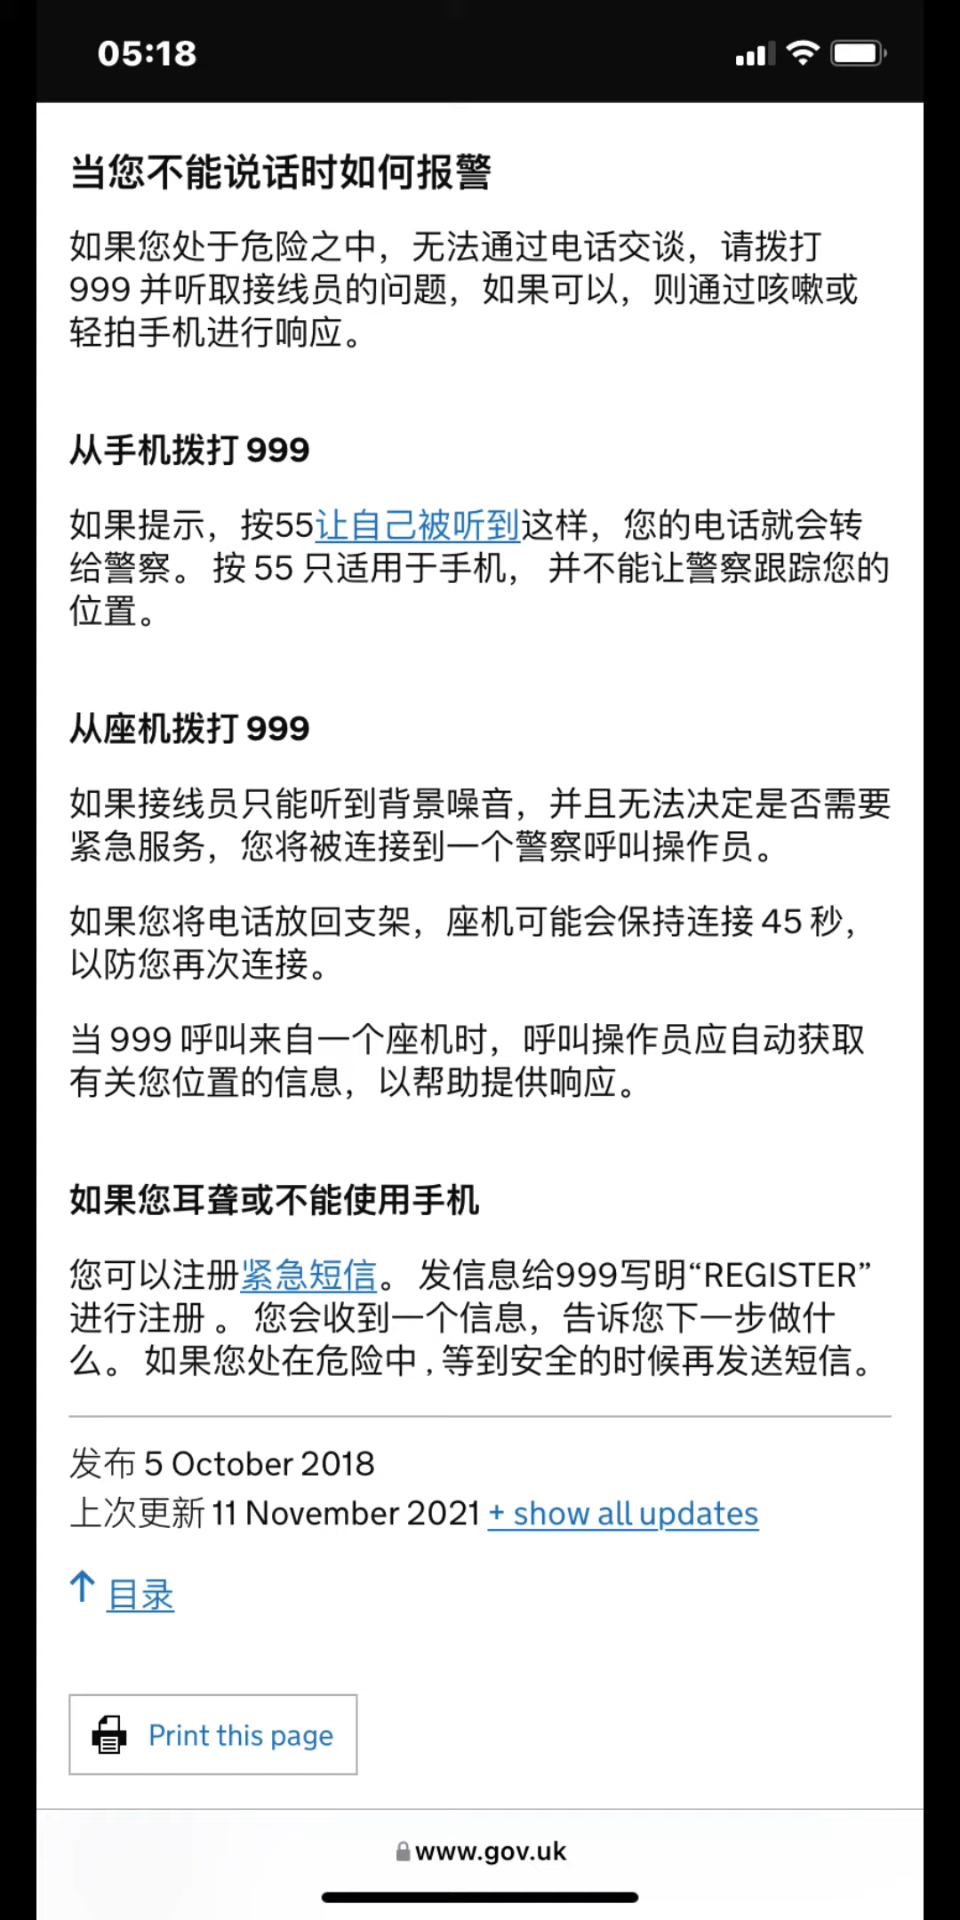 05:18
当您不能说话时如何报警
如果您处于危险之中，无法通过电话交谈，请拨打
999 并听取接线员的问题，如果可以，则通过咳嗽或
轻拍手机进行响应。
从手机拨打 999
如果提示，按55让自己被听到这样，您的电话就会转
给警察。 按 55 只适用于手机， 并不能让警察跟踪您的
位置。
从座机拨打 999
如果接线员只能听到背景噪音，并且无法决定是否需要
紧急服务，您将被连接到一个警察呼叫操作员。
如果您将电话放回支架，座机可能会保持连接 45 秒，
以防您再次连接。
当 999 呼叫来自一个座机时，呼叫操作员应自动获取
有关您位置的信息，以帮助提供响应。
如果您耳聋或不能使用手机
您可以注册紧急短信。 发信息给999写明“REGISTER”
进行注册 。 您会收到一个信息，告诉您下一步做什
么。 如果您处在危险中 , 等到安全的时候再发送短信。
发布 5 October 2018
上次更新 11 November 2021 + show all updates
↑ 目录
Print this page
www.gov.uk